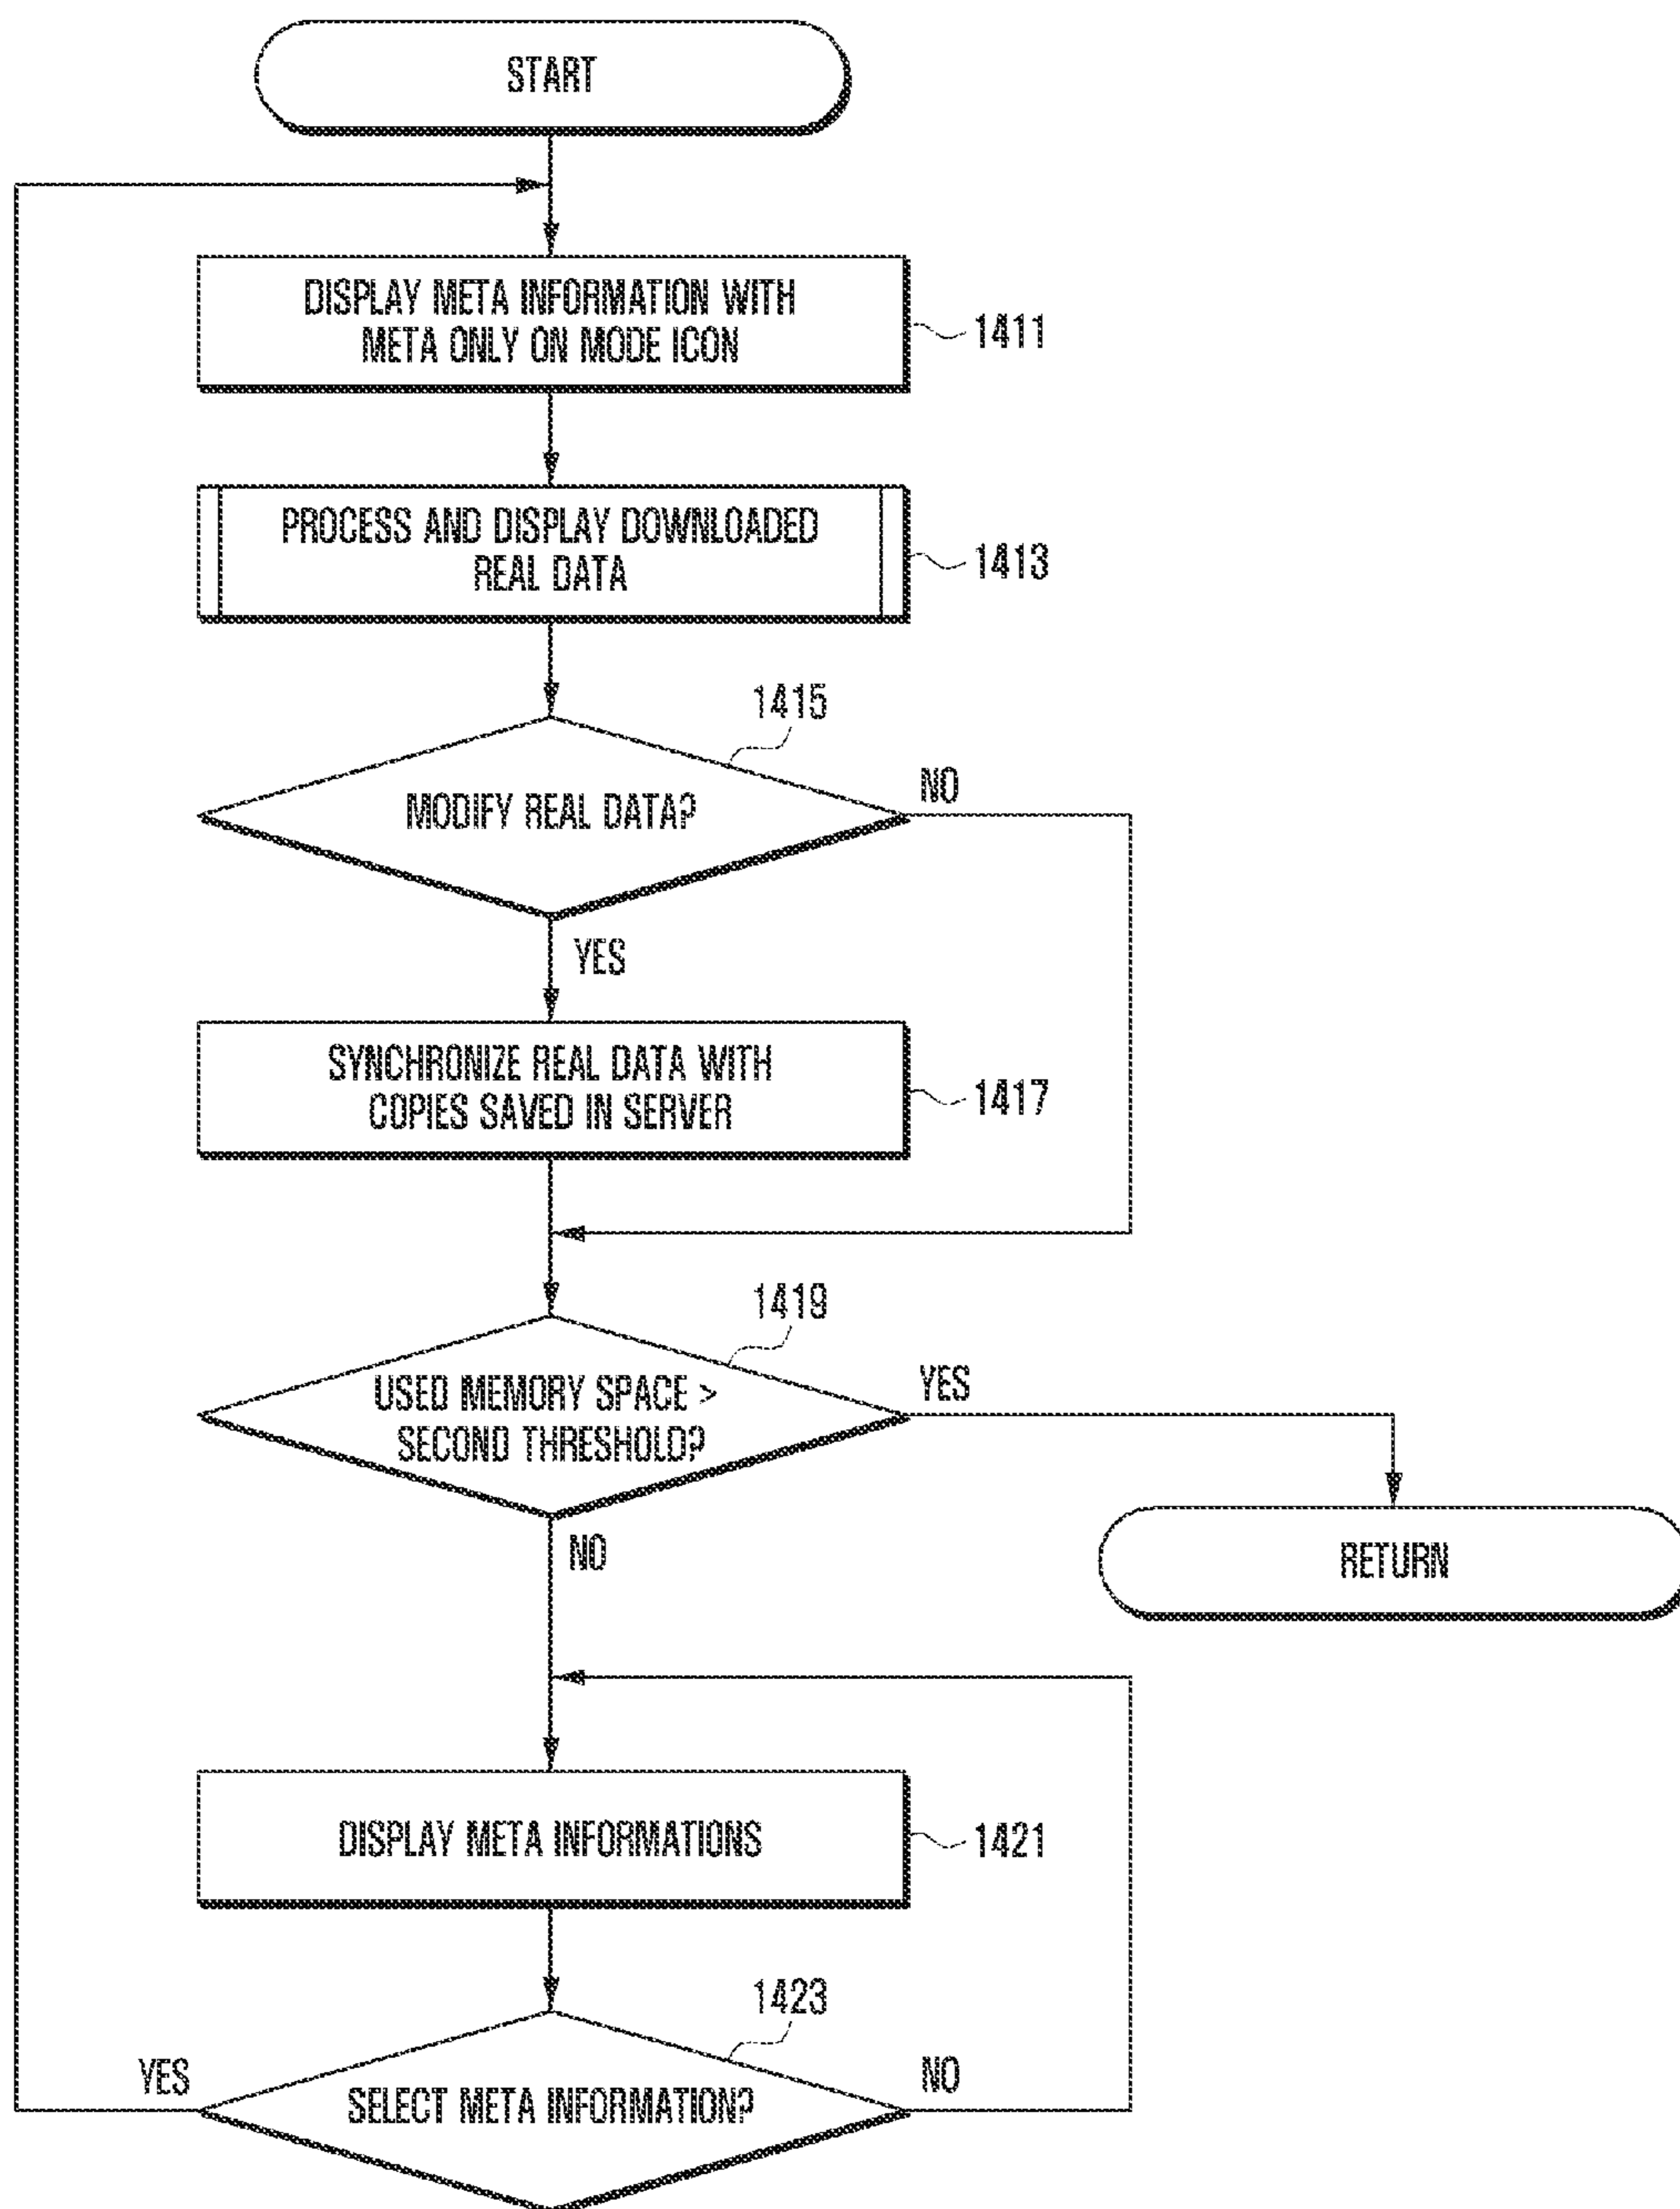 START
DISPLAY META INFORMATION WITH
META ONLY ON MODE ICON
1411
PROCESS AND DISPLAY DOWNLOADED
REAL DATA
1413
1415
MODIFY REAL DATA?
NO
YES
SYNCHRONIZE REAL DATA WITH
COPIES SAVED IN SERVER
1417
1419
USED MEMORY SPACE >
SECOND THRESHOLD?
YES
NO
RETURN
DISPLAY META INFORMATIONS
1421
1423
SELECT META INFORMATION?
YES
NO